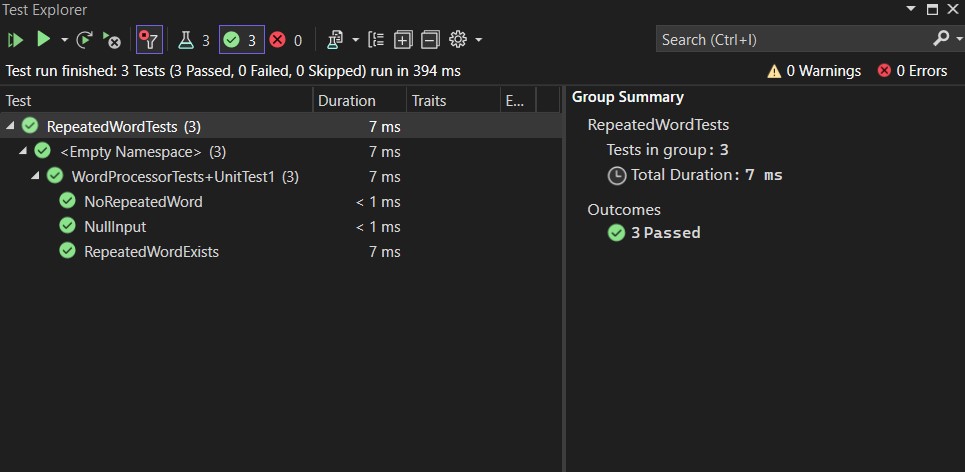 Test Explorer
3 3 0 Search (Ctrl+I)
Test run finished: 3 Tests (3 Passed, 0 Failed, 0 Skipped) run in 394 ms 0 Warnings 0 Errors
Test Duration Traits E...
RepeatedWordTests (3) 7 ms
<Empty Namespace> (3) 7 ms
WordProcessorTests+UnitTest1 (3) 7 ms
NoRepeatedWord < 1 ms
NullInput < 1 ms
RepeatedWordExists 7 ms
Group Summary
RepeatedWordTests
Tests in group: 3
Total Duration: 7 ms
Outcomes
3 Passed